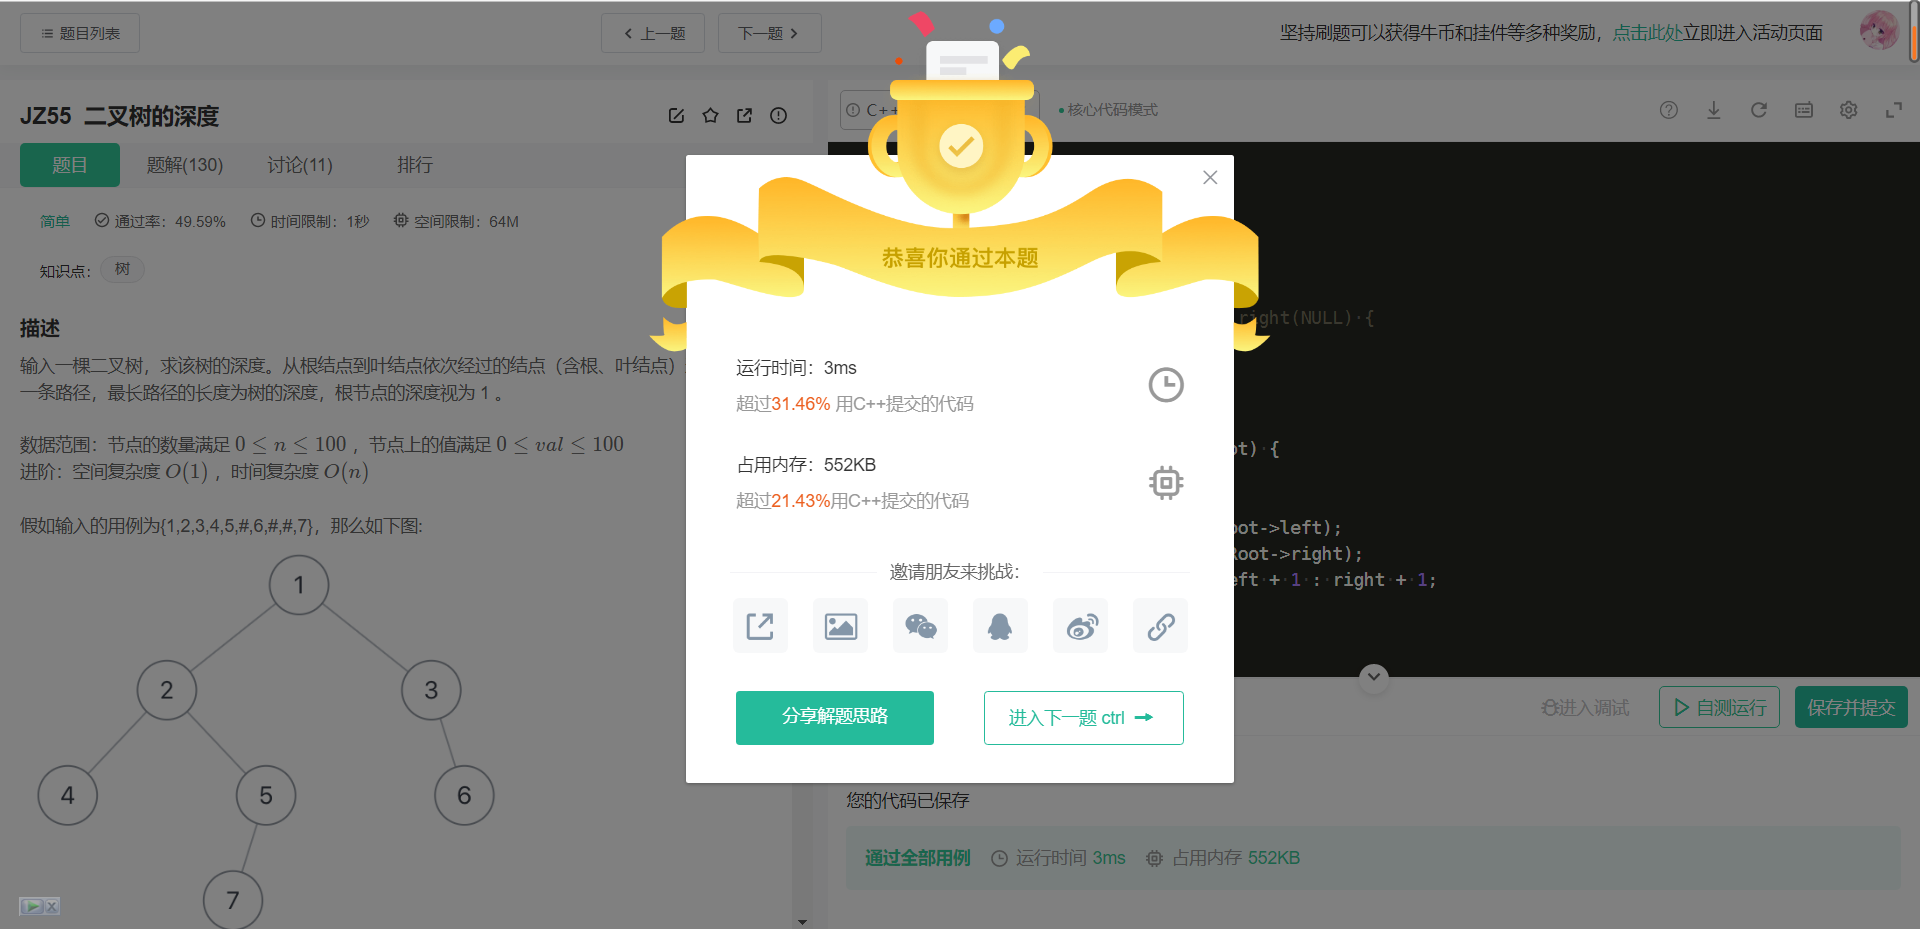 题目列表
上一题
下一题
坚持刷题可以获得牛币和挂件等多种奖励，点击此处立即进入活动页面
JZ55 二叉树的深度
题目
题解(130)
讨论(11)
排行
简单
通过率：49.59%
时间限制：1秒
空间限制：64M
知识点：
树
描述
输入一棵二叉树，求该树的深度。从根结点到叶结点依次经过的结点（含根、叶结点）
一条路径，最长路径的长度为树的深度，根节点的深度视为 1 。
数据范围：节点的数量满足 0 ≤ n ≤ 100 ，节点上的值满足 0 ≤ val ≤ 100
进阶：空间复杂度 O(1) ，时间复杂度 O(n)
假如输入的用例为{1,2,3,4,5,#,6,#,#,7}，那么如下图:
1
2
3
4
5
6
7
恭喜你通过本题
运行时间：3ms
超过31.46% 用C++提交的代码
占用内存：552KB
超过21.43%用C++提交的代码
邀请朋友来挑战：
分享解题思路
进入下一题 ctrl
C++
核心代码模式
right(NULL) {
ot) {
oot->left);
Root->right);
eft + 1 : right + 1;
进入调试
自测运行
保存并提交
您的代码已保存
通过全部用例
运行时间 3ms
占用内存 552KB